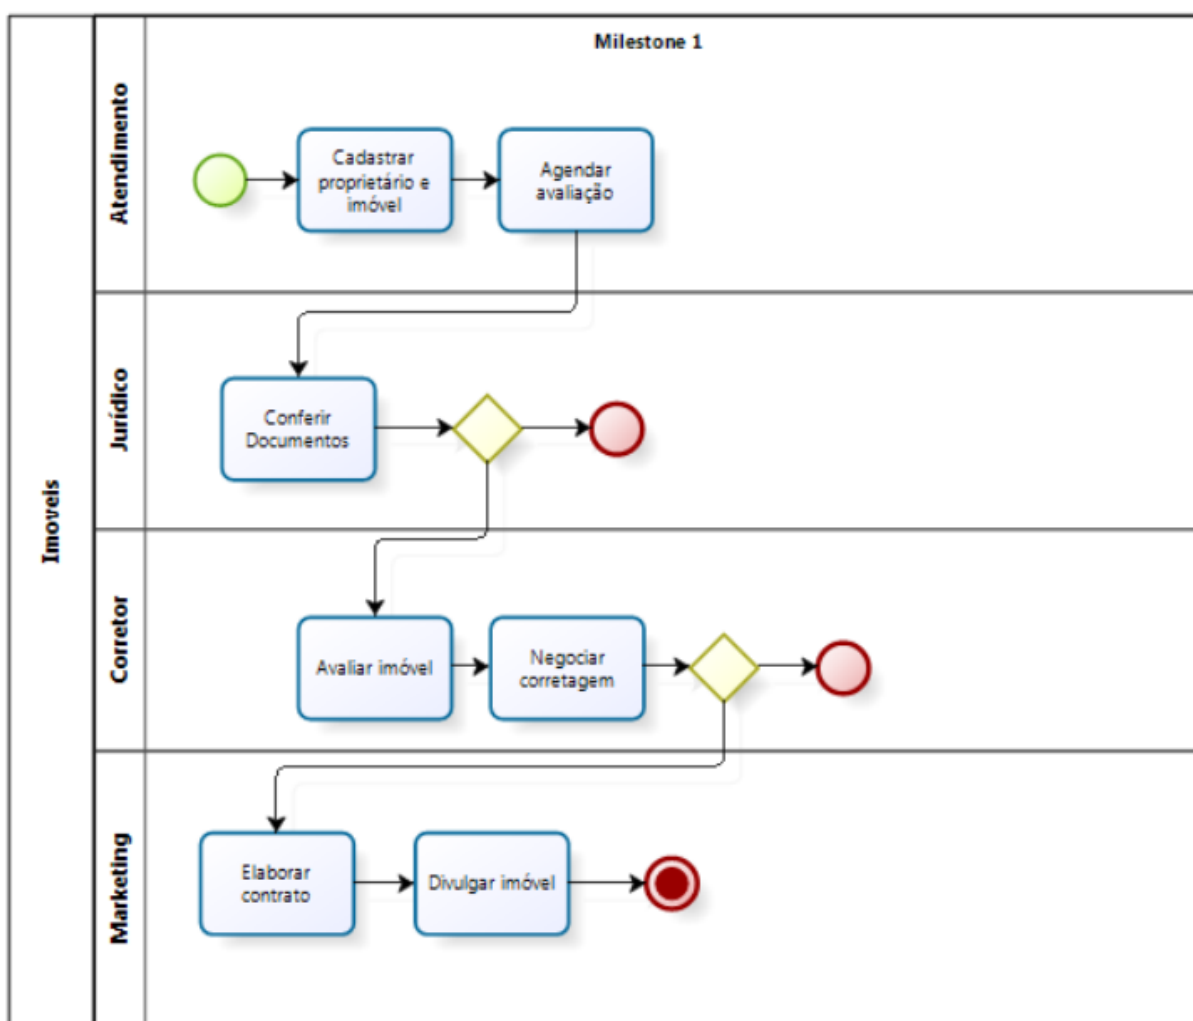 Milestone 1
Imoveis
Atendimento
Cadastrar
proprietário e
imóvel
Agendar
avaliação
Jurídico
Conferir
Documentos
Corretor
Avaliar imóvel
Negociar
corretagem
Marketing
Elaborar
contrato
Divulgar imóvel